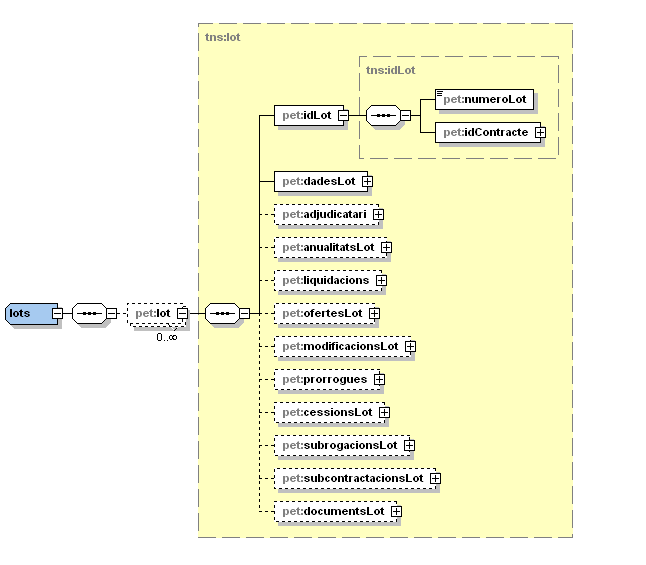 tns:lot
tns:idLot
pet:numeroLot
pet:idLot
pet:idContracte
pet:dadesLot
pet:adjudicatari
pet:anualitatsLot
pet:liquidacions
lots
pet:lot
0..∞
pet:ofertesLot
pet:modificacionsLot
pet:prorrogues
pet:cessionsLot
pet:subrogacionsLot
pet:subcontractacionsLot
pet:documentsLot